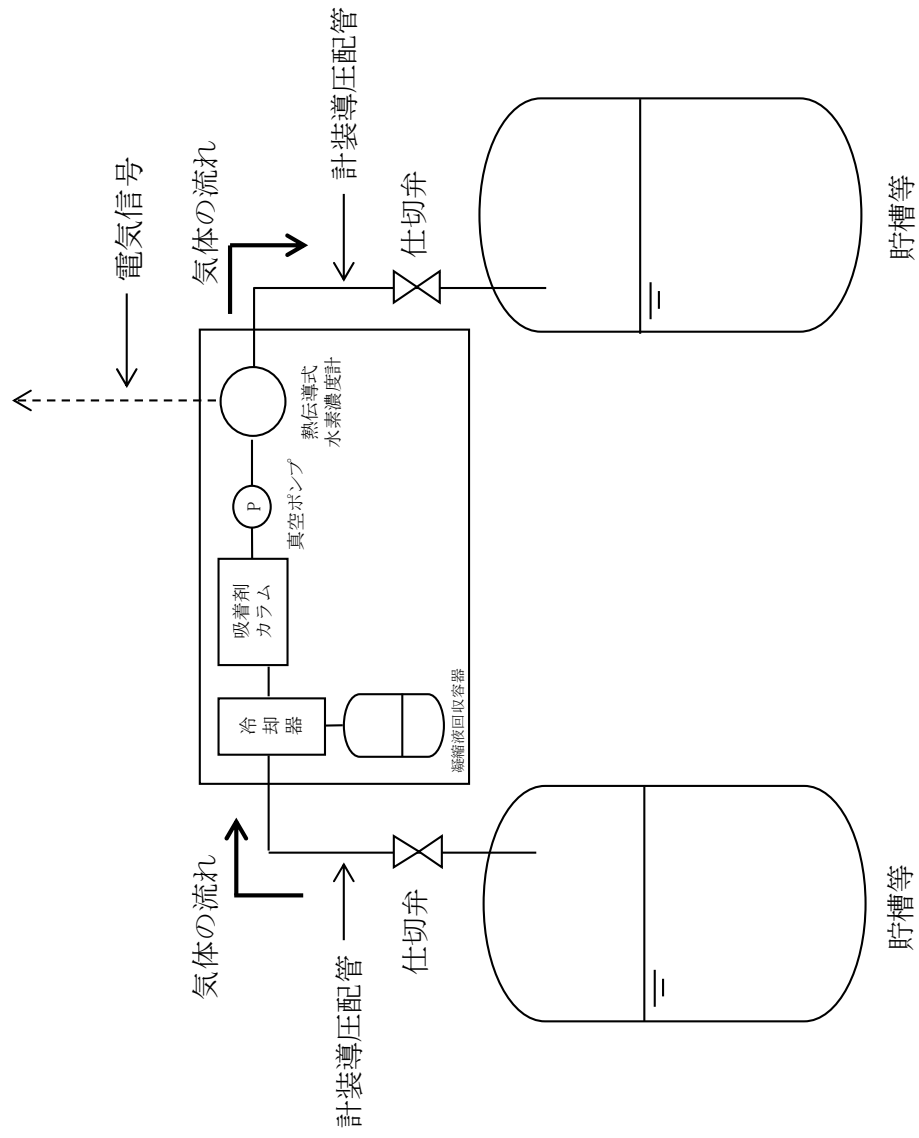 電気信号
気体の流れ
計装導圧配管
仕切弁
貯槽等
熱伝導式
水素濃度計
P
真空ポンプ
吸着剤
カラム
冷却器
凝縮液回収容器
気体の流れ
計装導圧配管
仕切弁
貯槽等